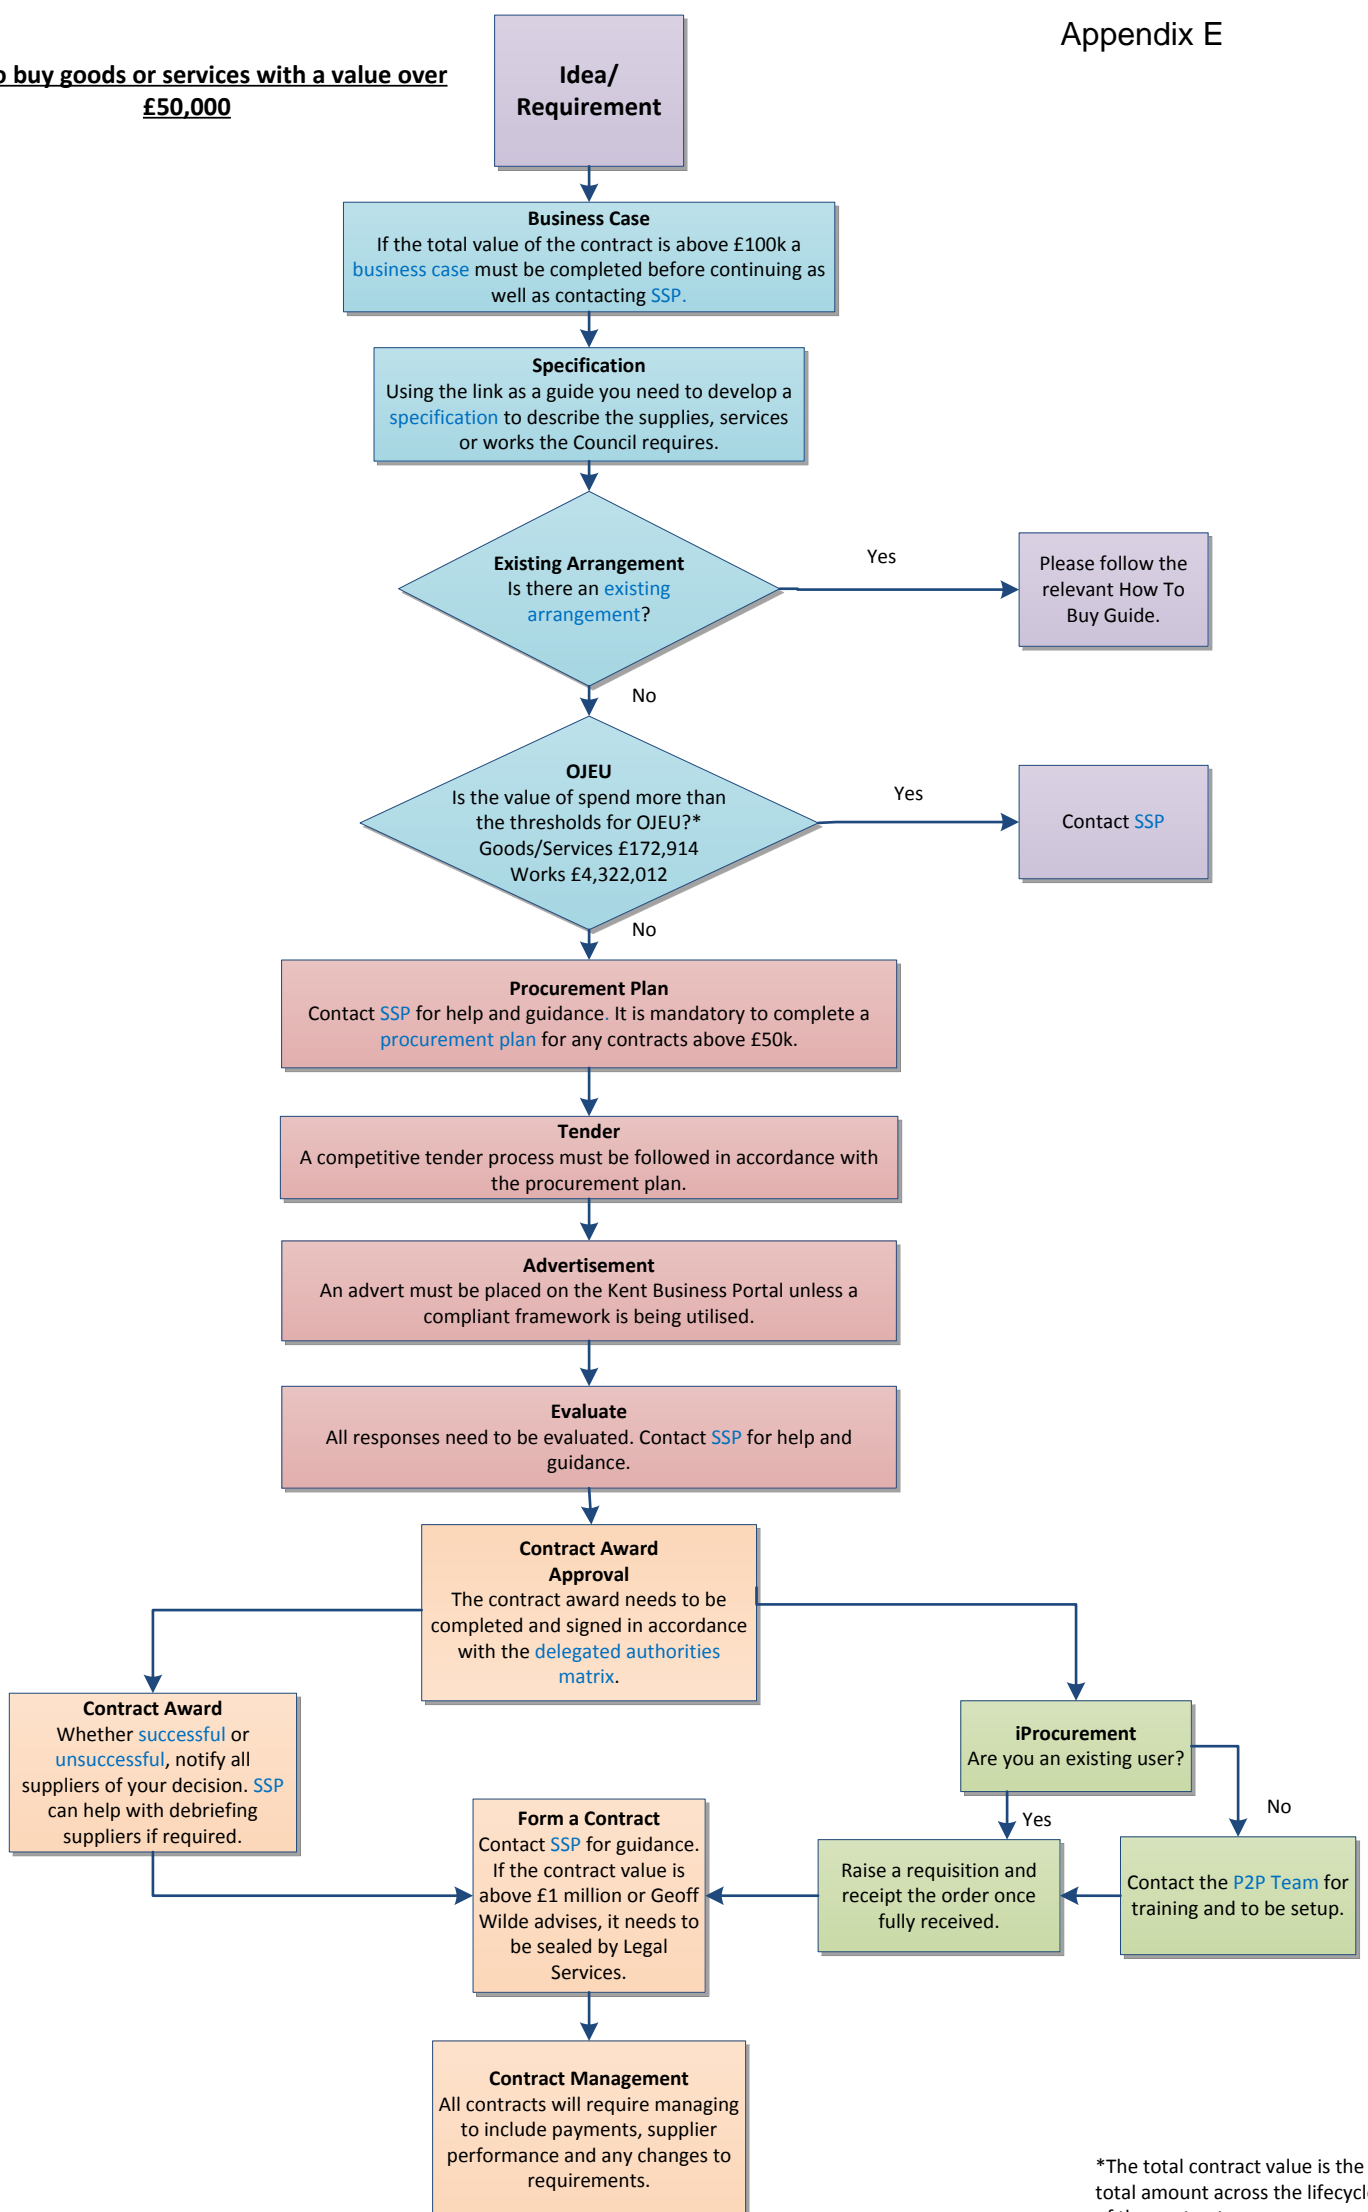 Appendix E
buy goods or services with a value over
£50,000
Idea/
Requirement
Business Case
If the total value of the contract is above £100k a
business case must be completed before continuing as
well as contacting SSP.
Specification
Using the link as a guide you need to develop a
specification to describe the supplies, services
or works the Council requires.
Existing Arrangement
Is there an existing
arrangement?
Yes
Please follow the
relevant How To
Buy Guide.
No
OJEU
Is the value of spend more than
the thresholds for OJEU?*
Goods/Services £172,914
Works £4,322,012
Yes
Contact SSP
No
Procurement Plan
Contact SSP for help and guidance. It is mandatory to complete a
procurement plan for any contracts above £50k.
Tender
A competitive tender process must be followed in accordance with
the procurement plan.
Advertisement
An advert must be placed on the Kent Business Portal unless a
compliant framework is being utilised.
Evaluate
All responses need to be evaluated. Contact SSP for help and
guidance.
Contract Award
Approval
The contract award needs to be
completed and signed in accordance
with the delegated authorities
matrix.
Contract Award
Whether successful or
unsuccessful, notify all
suppliers of your decision. SSP
can help with debriefing
suppliers if required.
iProcurement
Are you an existing user?
Yes
No
Form a Contract
Contact SSP for guidance.
If the contract value is
above £1 million or Geoff
Wilde advises, it needs to
be sealed by Legal
Services.
Raise a requisition and
receipt the order once
fully received.
Contact the P2P Team for
training and to be setup.
Contract Management
All contracts will require managing
to include payments, supplier
performance and any changes to
requirements.
*The total contract value is the
total amount across the lifecycl